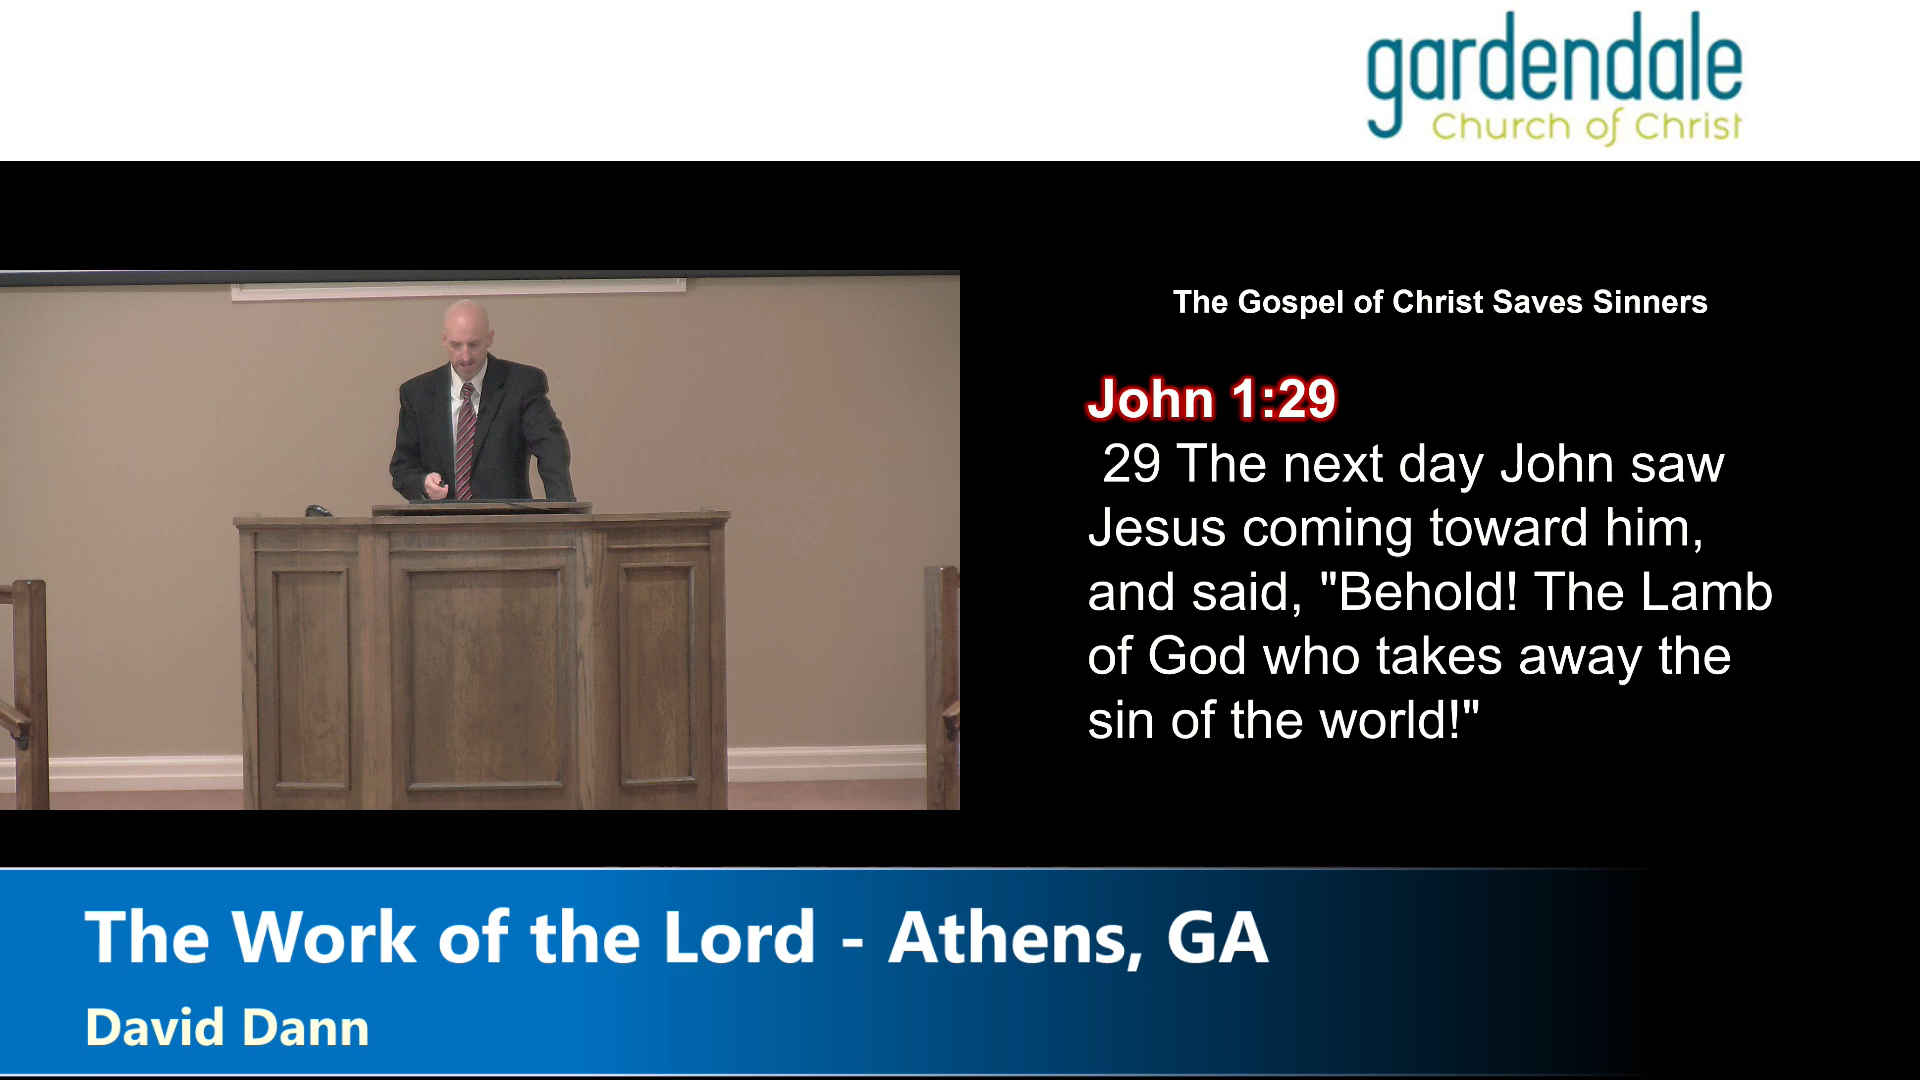 gardendale
Church of Christ
The Gospel of Christ Saves Sinners
John 1:29
29 The next day John saw
Jesus coming toward him,
and said, "Behold! The Lamb
of God who takes away the
sin of the world!"
The Work of the Lord - Athens, GA
David Dann